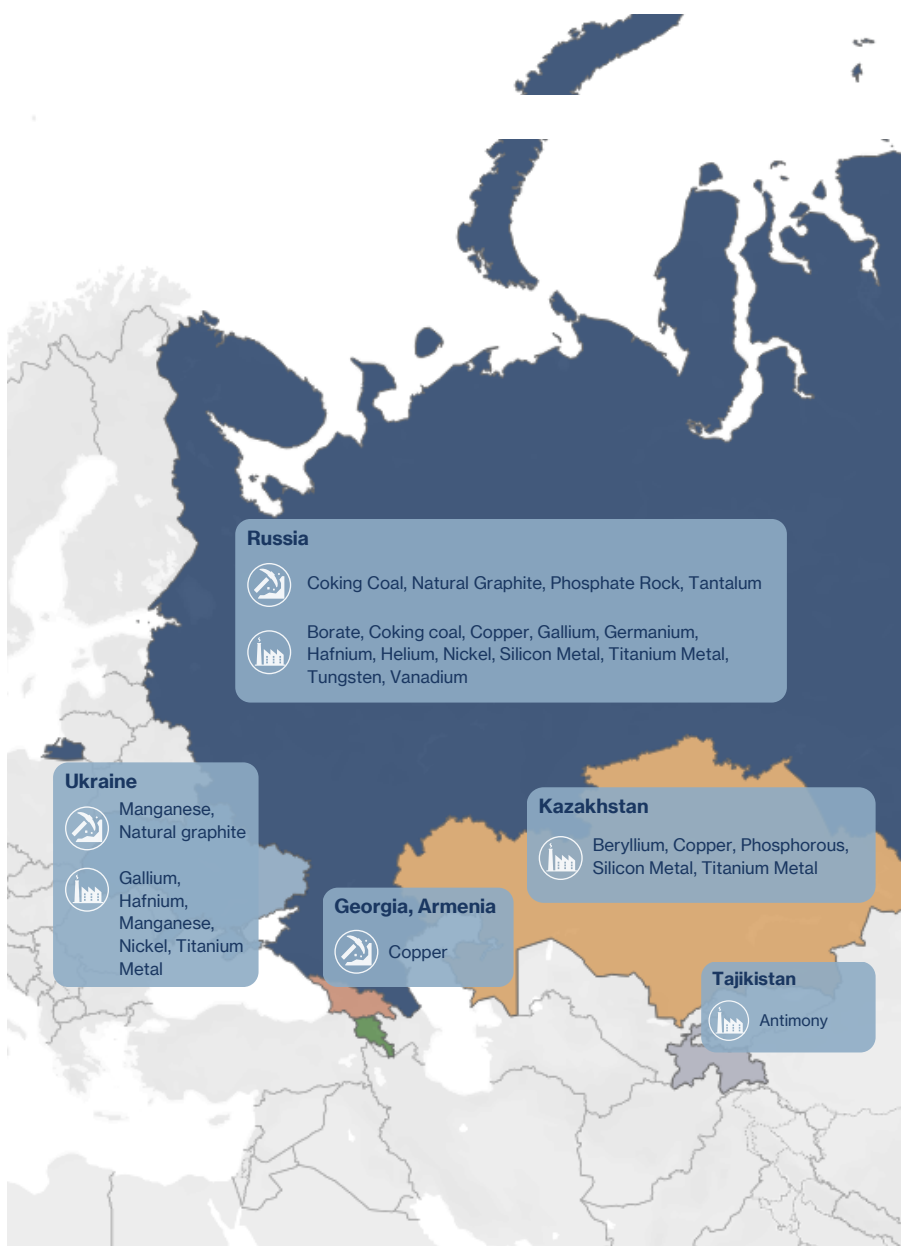 Russia
Coking Coal, Natural Graphite, Phosphate Rock, Tantalum
Borate, Coking coal, Copper, Gallium, Germanium,
Hafnium, Helium, Nickel, Silicon Metal, Titanium Metal,
Tungsten, Vanadium
Ukraine
Manganese,
Natural graphite
Gallium,
Hafnium,
Manganese,
Nickel, Titanium
Metal
Kazakhstan
Beryllium, Copper, Phosphorous,
Silicon Metal, Titanium Metal
Georgia, Armenia
Copper
Tajikistan
Antimony